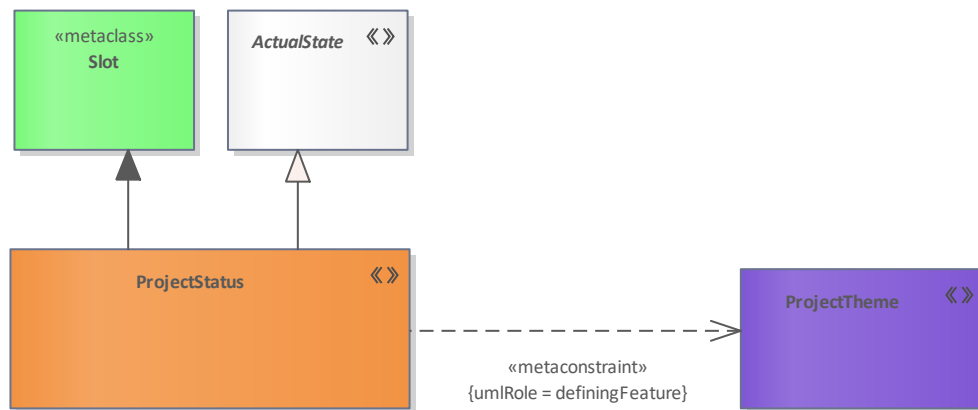 «metaclass»
Slot
ActualState «»
ProjectStatus «»
ProjectTheme «»
«metaconstraint»
{umlRole = definingFeature}